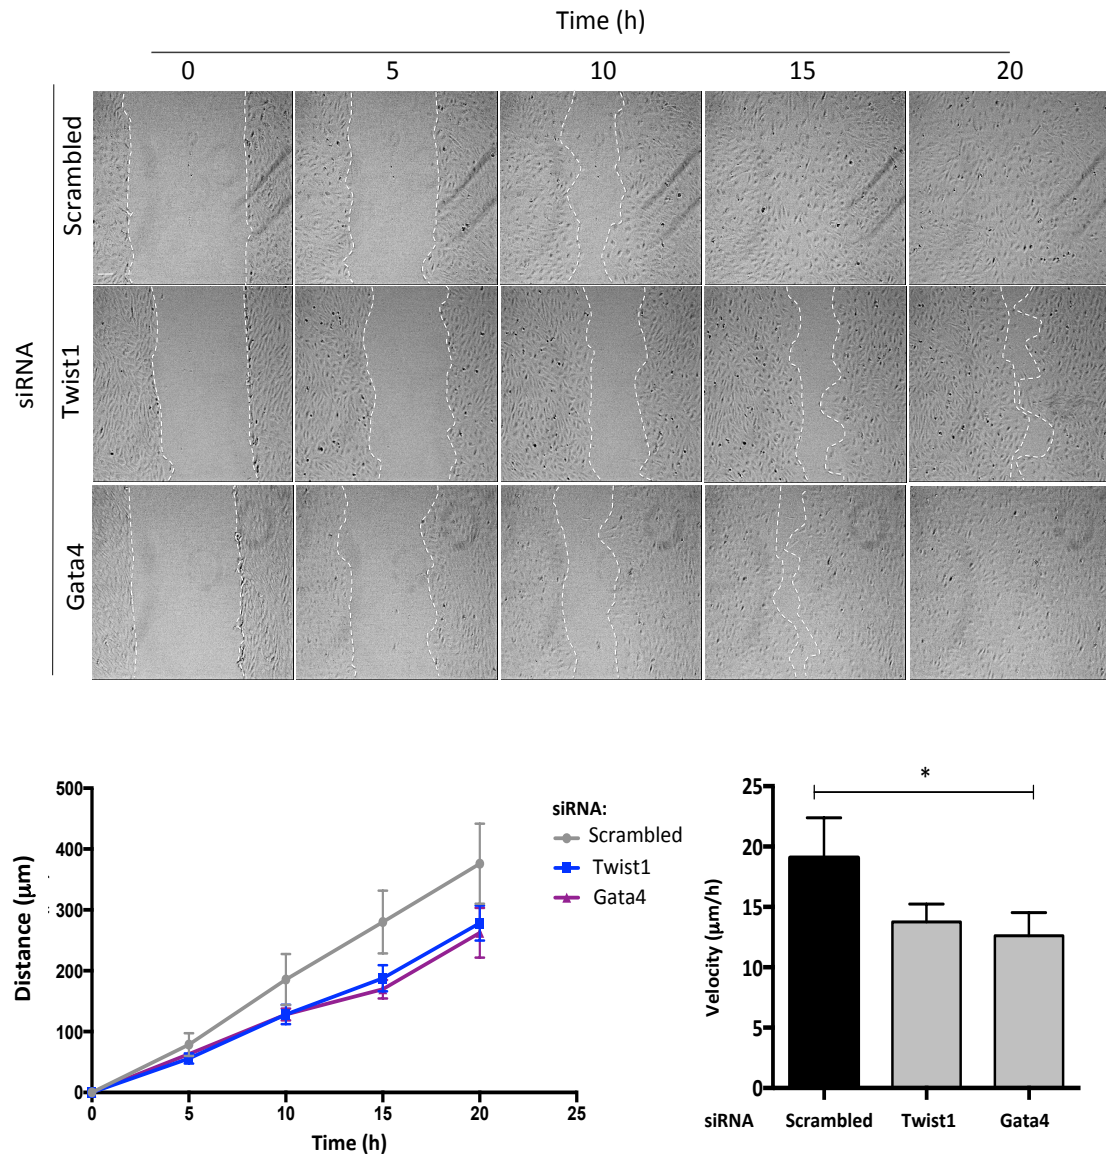 Time (h)
0 5 10 15 20
siRNA
Scrambled
Twist1
Gata4
Distance (µm)
500
400
300
200
100
0
0 5 10 15 20 25
Time (h)
siRNA:
Scrambled
Twist1
Gata4
*
Velocity (µm/h)
25
20
15
10
5
0
siRNA Scrambled Twist1 Gata4